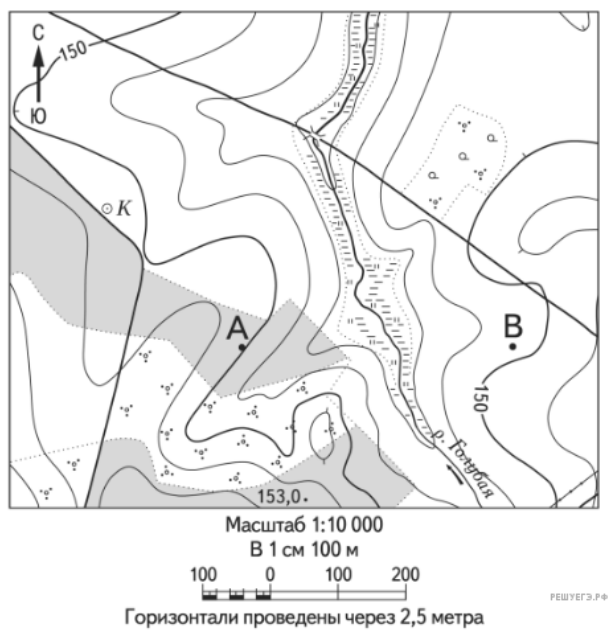 С
150
Ю
К
А
В
150
р. Голубая
153,0
Масштаб 1:10 000
В 1 см 100 м
100 0 100 200
РЕШУЕГЭ.РФ
Горизонтали проведены через 2,5 метра